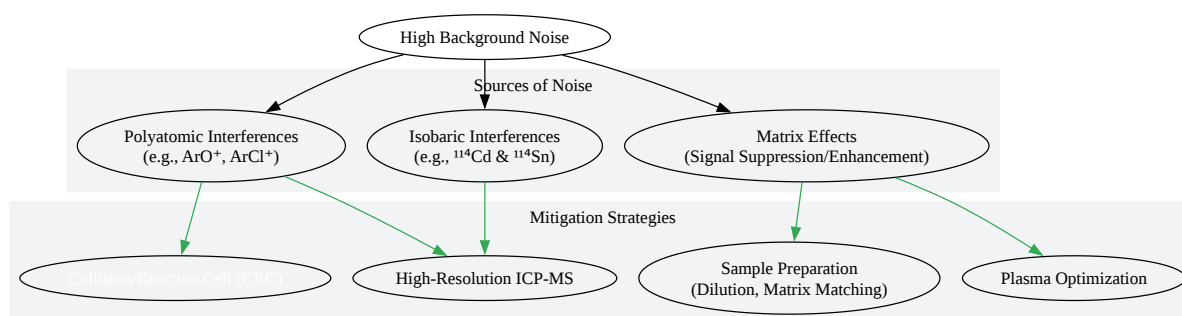 High Background Noise
Sources of Noise
Polyatomic Interferences
(e.g., ArO⁺, ArCl⁺)
Isobaric Interferences
(e.g., ¹¹⁴Cd & ¹¹⁴Sn)
Matrix Effects
(Signal Suppression/Enhancement)
Mitigation Strategies
Collision/Reaction Cell (CRC)
High-Resolution ICP-MS
Sample Preparation
(Dilution, Matrix Matching)
Plasma Optimization